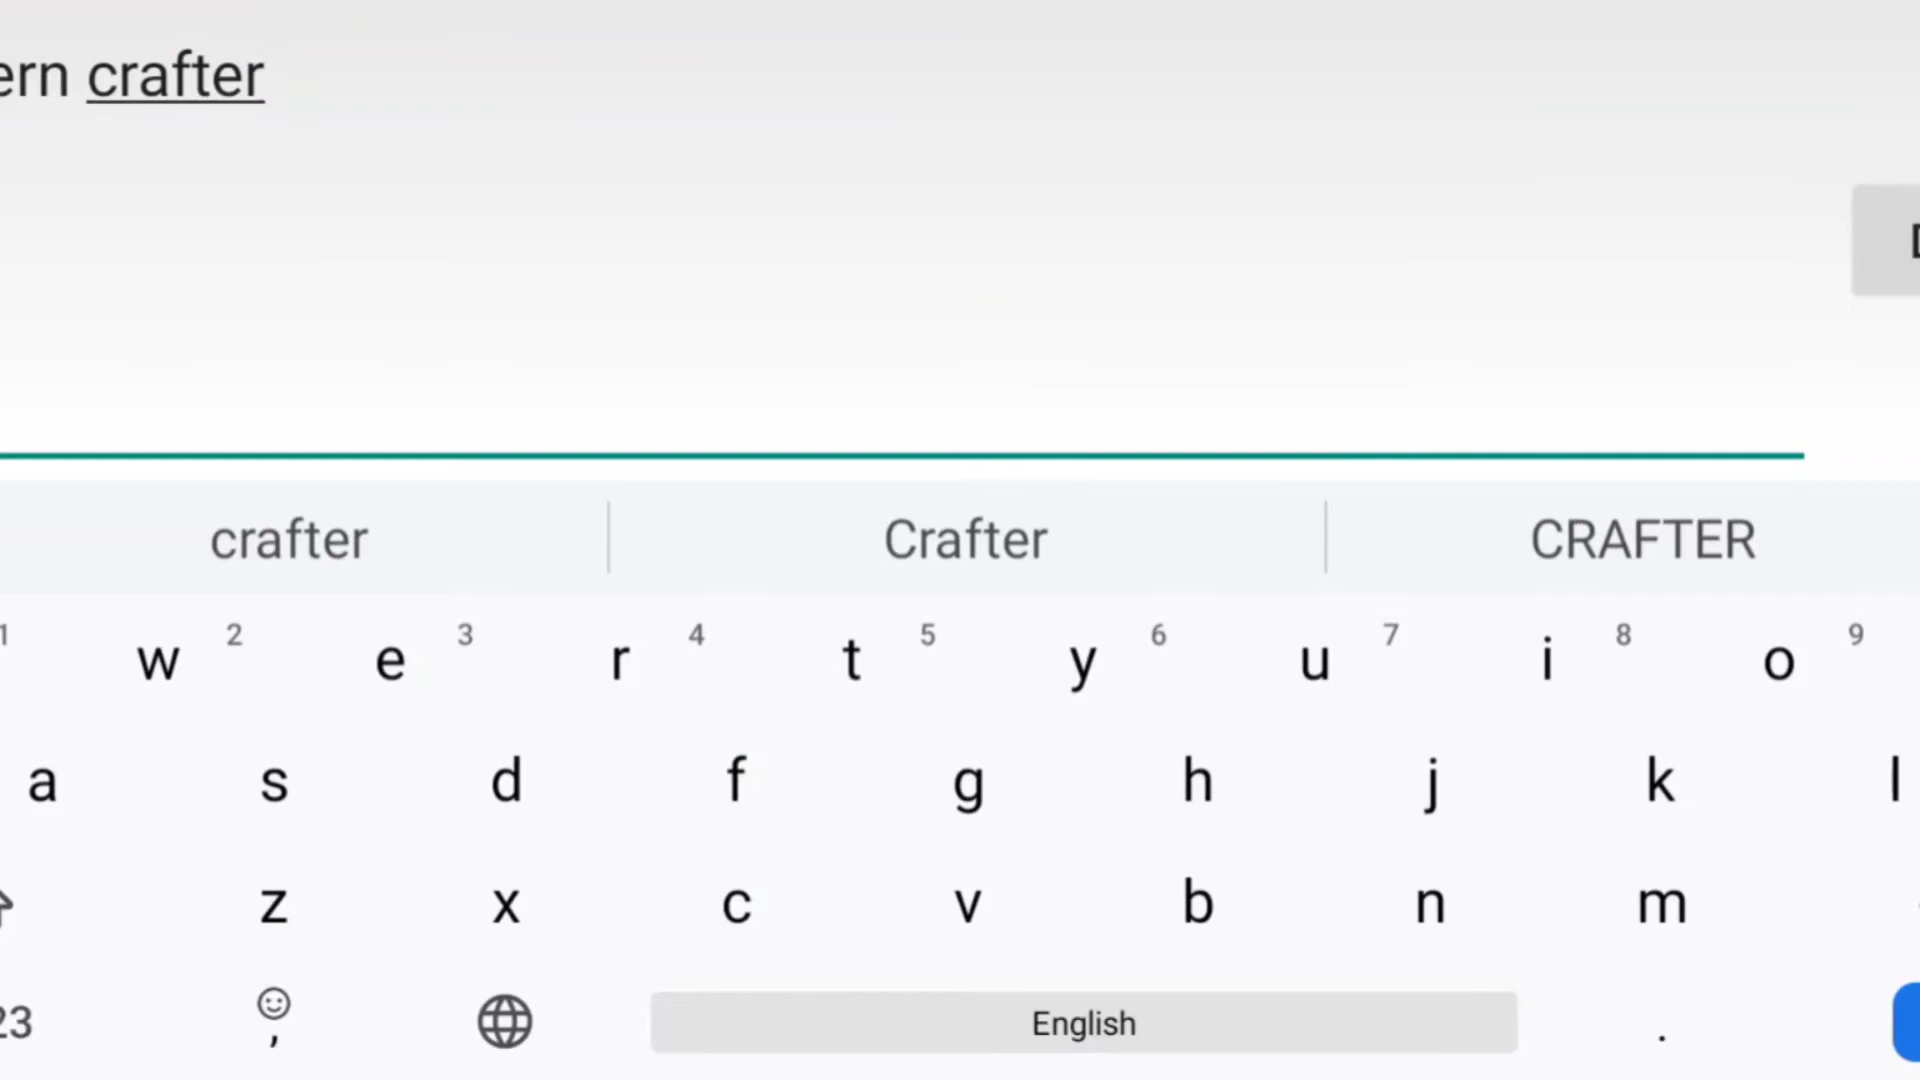 ern crafter
D
crafter Crafter CRAFTER
1 w 2 e 3 r 4 t 5 y 6 u 7 i 8 o 9
a s d f g h j k l
z x c v b n m
23 , English .